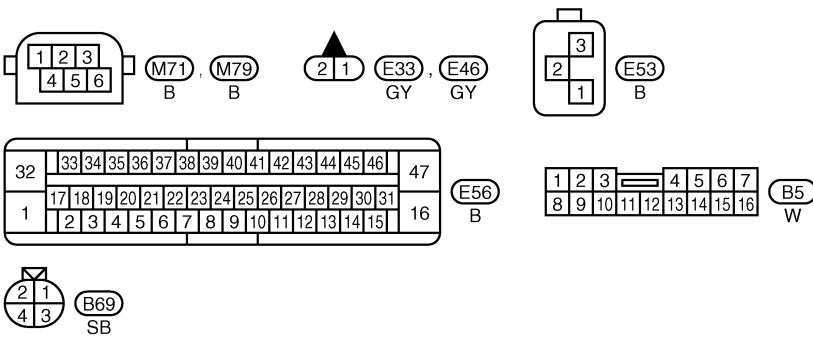 1 2 3
4 5 6
M71 , M79
B B
2 1
E33 , E46
GY GY
3
2
1
E53
B
32 33 34 35 36 37 38 39 40 41 42 43 44 45 46 47
17 18 19 20 21 22 23 24 25 26 27 28 29 30 31
1 2 3 4 5 6 7 8 9 10 11 12 13 14 15 16
E56
B
1 2 3 4 5 6 7
8 9 10 11 12 13 14 15 16
B5
W
2 1
4 3
B69
SB